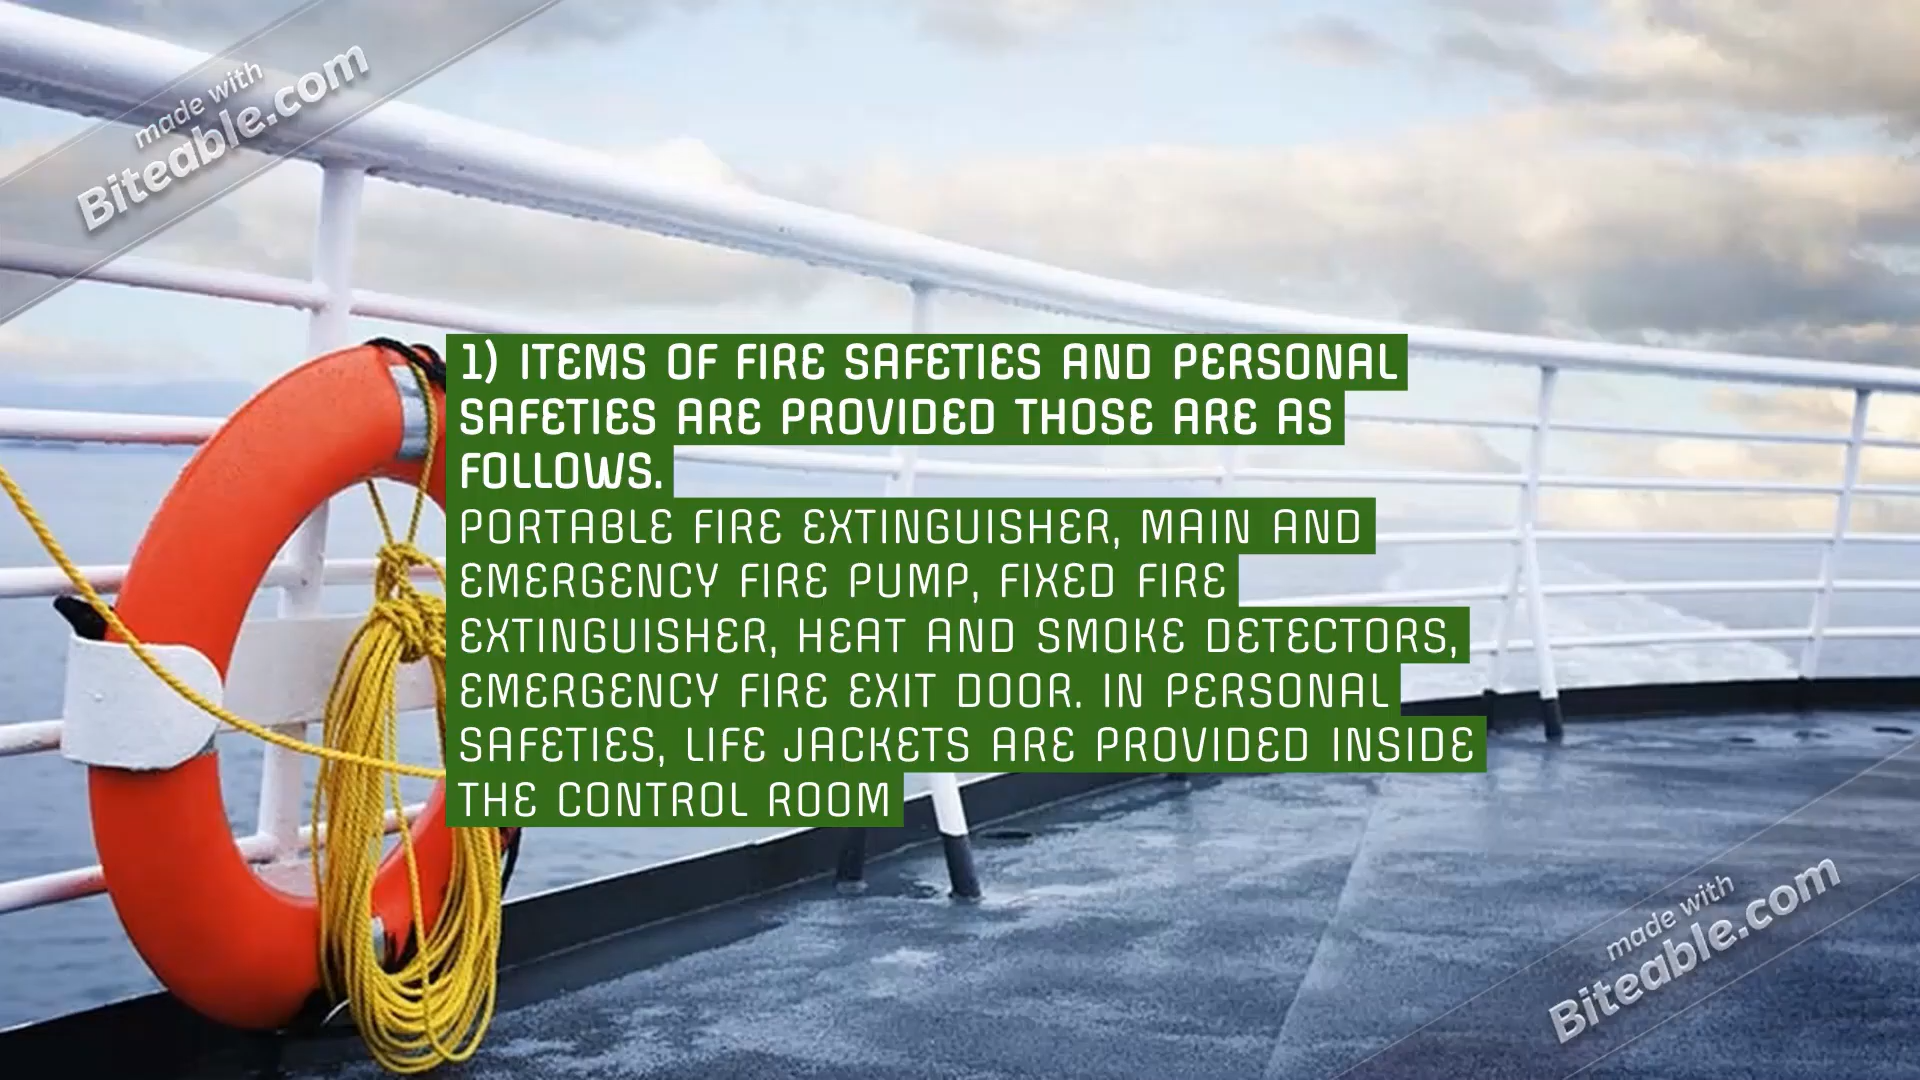 made with
Biteable.com
1) ITEMS OF FIRE SAFETIES AND PERSONAL
SAFETIES ARE PROVIDED THOSE ARE AS
FOLLOWS.
PORTABLE FIRE EXTINGUISHER, MAIN AND
EMERGENCY FIRE PUMP, FIXED FIRE
EXTINGUISHER, HEAT AND SMOKE DETECTORS,
EMERGENCY FIRE EXIT DOOR. IN PERSONAL
SAFETIES, LIFE JACKETS ARE PROVIDED INSIDE
THE CONTROL ROOM
made with
Biteable.com